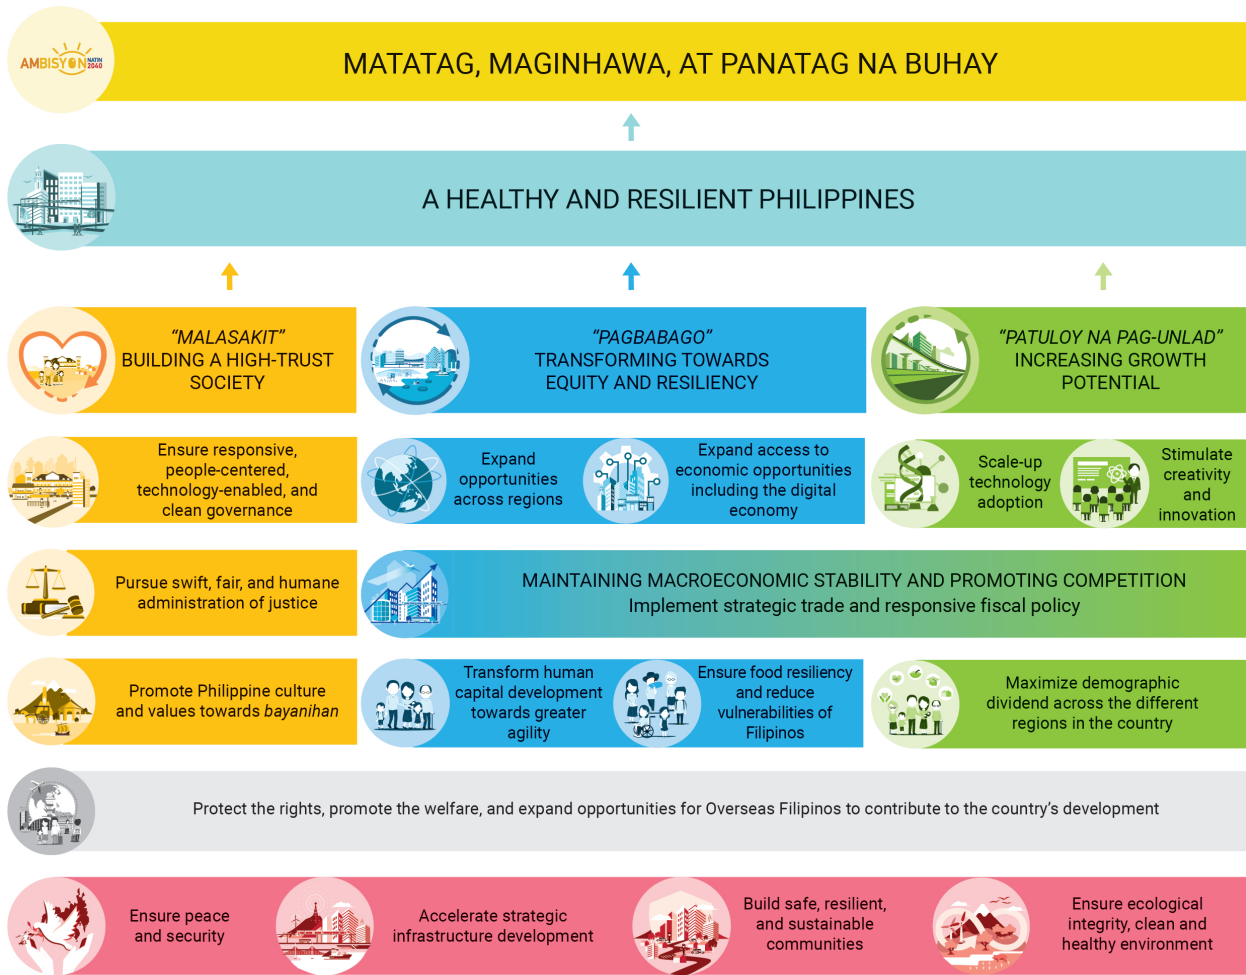 AMBISYON NATIN
2040
MATATAG, MAGINHAWA, AT PANATAG NA BUHAY
A HEALTHY AND RESILIENT PHILIPPINES
“MALASAKIT”
BUILDING A HIGH-TRUST
SOCIETY
“PAGBABAGO”
TRANSFORMING TOWARDS
EQUITY AND RESILIENCY
“PATULOY NA PAG-UNLAD”
INCREASING GROWTH
POTENTIAL
Ensure responsive,
people-centered,
technology-enabled, and
clean governance
Expand
opportunities
across regions
Expand access to
economic opportunities
including the digital
economy
Scale-up
technology
adoption
Stimulate
creativity
and
innovation
Pursue swift, fair, and humane
administration of justice
MAINTAINING MACROECONOMIC STABILITY AND PROMOTING COMPETITION
Implement strategic trade and responsive fiscal policy
Promote Philippine culture
and values towards bayanihan
Transform human
capital development
towards greater
agility
Ensure food resiliency
and reduce
vulnerabilities of
Filipinos
Maximize demographic
dividend across the different
regions in the country
Protect the rights, promote the welfare, and expand opportunities for Overseas Filipinos to contribute to the country’s development
Ensure peace
and security
Accelerate strategic
infrastructure development
Build safe, resilient,
and sustainable
communities
Ensure ecological
integrity, clean and
healthy environment